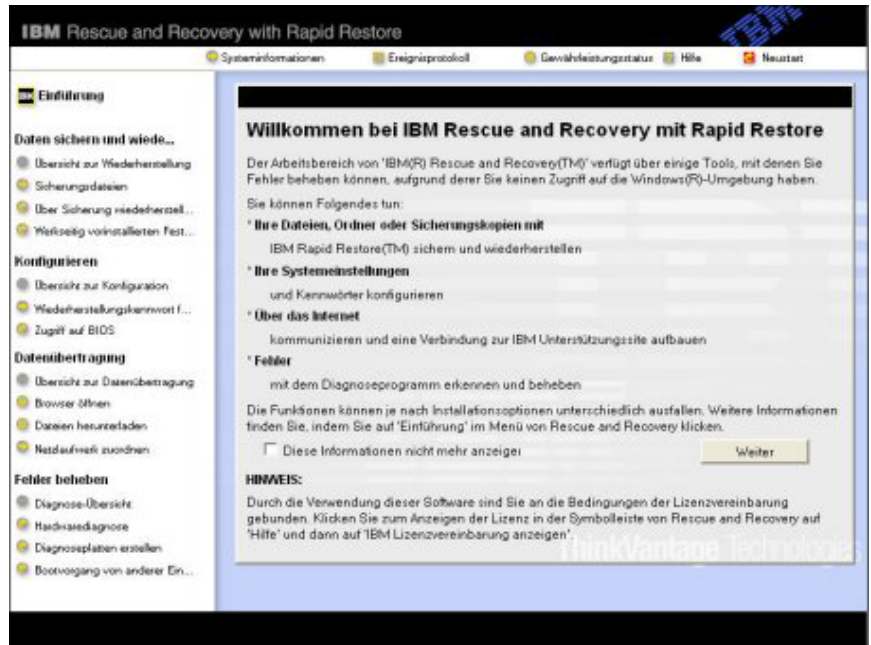 IBM Rescue and Recovery with Rapid Restore
IBM
Systeminformationen
Ereignisprotokoll
Gewährleistungsstatus
Hilfe
Neustart
Einführung
Daten sichern und wiede...
Übersicht zur Wiederherstellung
Sicherungsdateien
Über Sicherung wiederherstell...
Werkseitig vorinstallierten Fest...
Konfigurieren
Übersicht zur Konfiguration
Wiederherstellungskennwort f...
Zugriff auf BIOS
Datenübertragung
Übersicht zur Datenübertragung
Browser öffnen
Dateien herunterladen
Netzlaufwerk zuordnen
Fehler beheben
Diagnose-Übersicht
Hardwarediagnose
Diagnoseplatten erstellen
Bootvorgang von anderer Ein...
Willkommen bei IBM Rescue and Recovery mit Rapid Restore
Der Arbeitsbereich von 'IBM(R) Rescue and Recovery(TM)' verfügt über einige Tools, mit denen Sie
Fehler beheben können, aufgrund derer Sie keinen Zugriff auf die Windows(R)-Umgebung haben.
Sie können Folgendes tun:
* Ihre Dateien, Ordner oder Sicherungskopien mit
IBM Rapid Restore(TM) sichern und wiederherstellen
* Ihre Systemeinstellungen
und Kennwörter konfigurieren
* Über das Internet
kommunizieren und eine Verbindung zur IBM Unterstützungssite aufbauen
* Fehler
mit dem Diagnoseprogramm erkennen und beheben
Die Funktionen können je nach Installationsoptionen unterschiedlich ausfallen. Weitere Informationen
finden Sie, indem Sie auf 'Einführung' im Menü von Rescue and Recovery klicken.
Diese Informationen nicht mehr anzeigei
Weiter
HINWEIS:
Durch die Verwendung dieser Software sind Sie an die Bedingungen der Lizenzvereinbarung
gebunden. Klicken Sie zum Anzeigen der Lizenz in der Symbolleiste von Rescue and Recovery auf
'Hilfe' und dann auf 'IBM Lizenzvereinbarung anzeigen'.
ThinkVantage Technologies